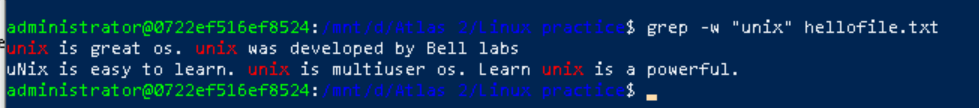 administrator@0722ef516ef8524:/mnt/d/Atlas 2/Linux practice$ grep -w "unix" hellofile.txt
unix is great os. unix was developed by Bell labs
uNix is easy to learn. unix is multiuser os. Learn unix is a powerful.
administrator@0722ef516ef8524:/mnt/d/Atlas 2/Linux practice$